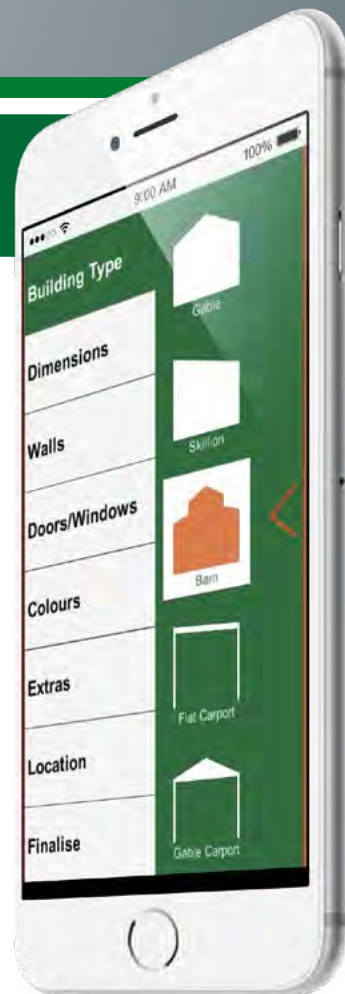 9:00 AM
100%
Building Type
Dimensions
Walls
Doors/Windows
Colours
Extras
Location
Finalise
Gable
Skillion
Barn
Flat Carport
Gable Carport